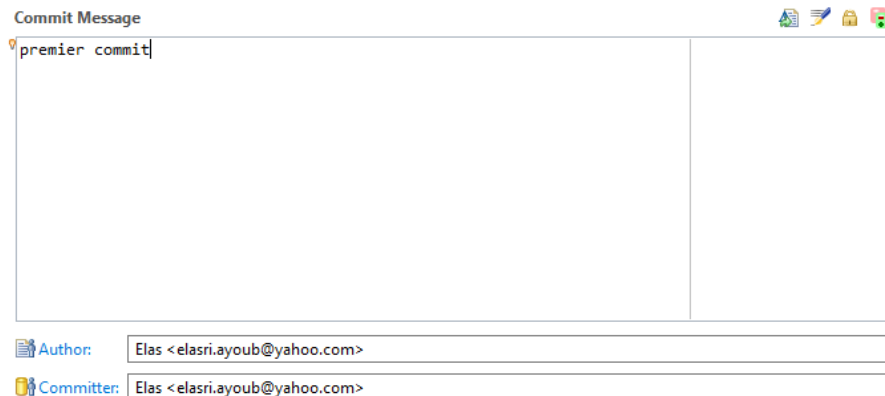 Commit Message
premier commit
Author:
Elas <elasri.ayoub@yahoo.com>
Committer:
Elas <elasri.ayoub@yahoo.com>